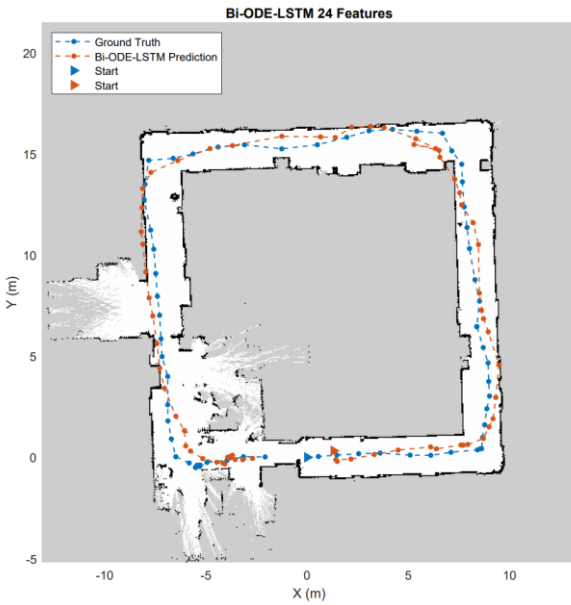 Bi-ODE-LSTM 24 Features
Ground Truth
Bi-ODE-LSTM Prediction
Start
Start
20
15
10
5
0
-5
Y (m)
-10
-5
0
5
10
X (m)